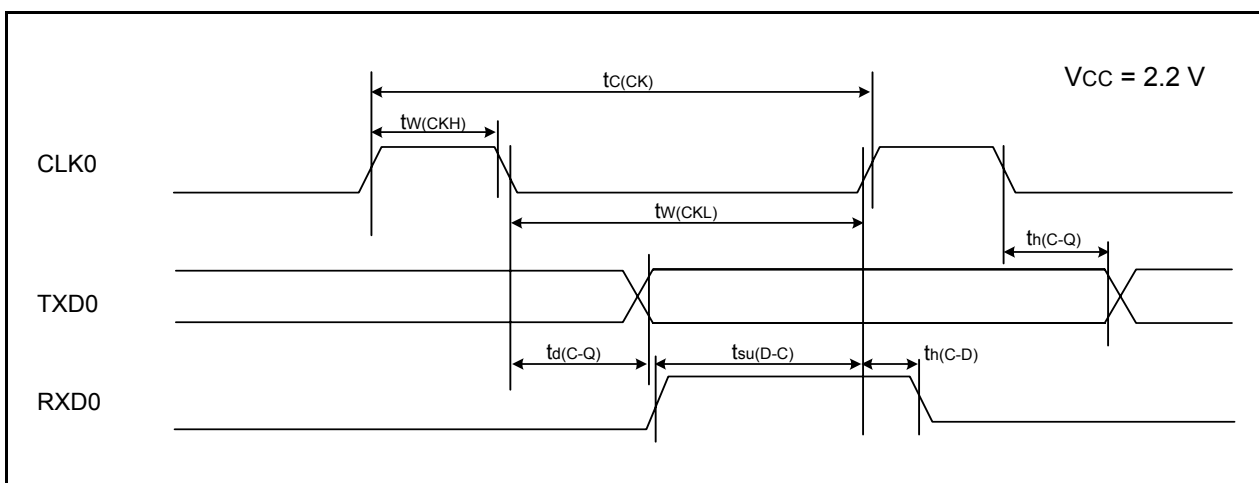 tc(CK)
VCC = 2.2 V
tW(CKH)
CLK0
tW(CKL)
th(C-Q)
TXD0
td(C-Q)
tsu(D-C)
th(C-D)
RXD0